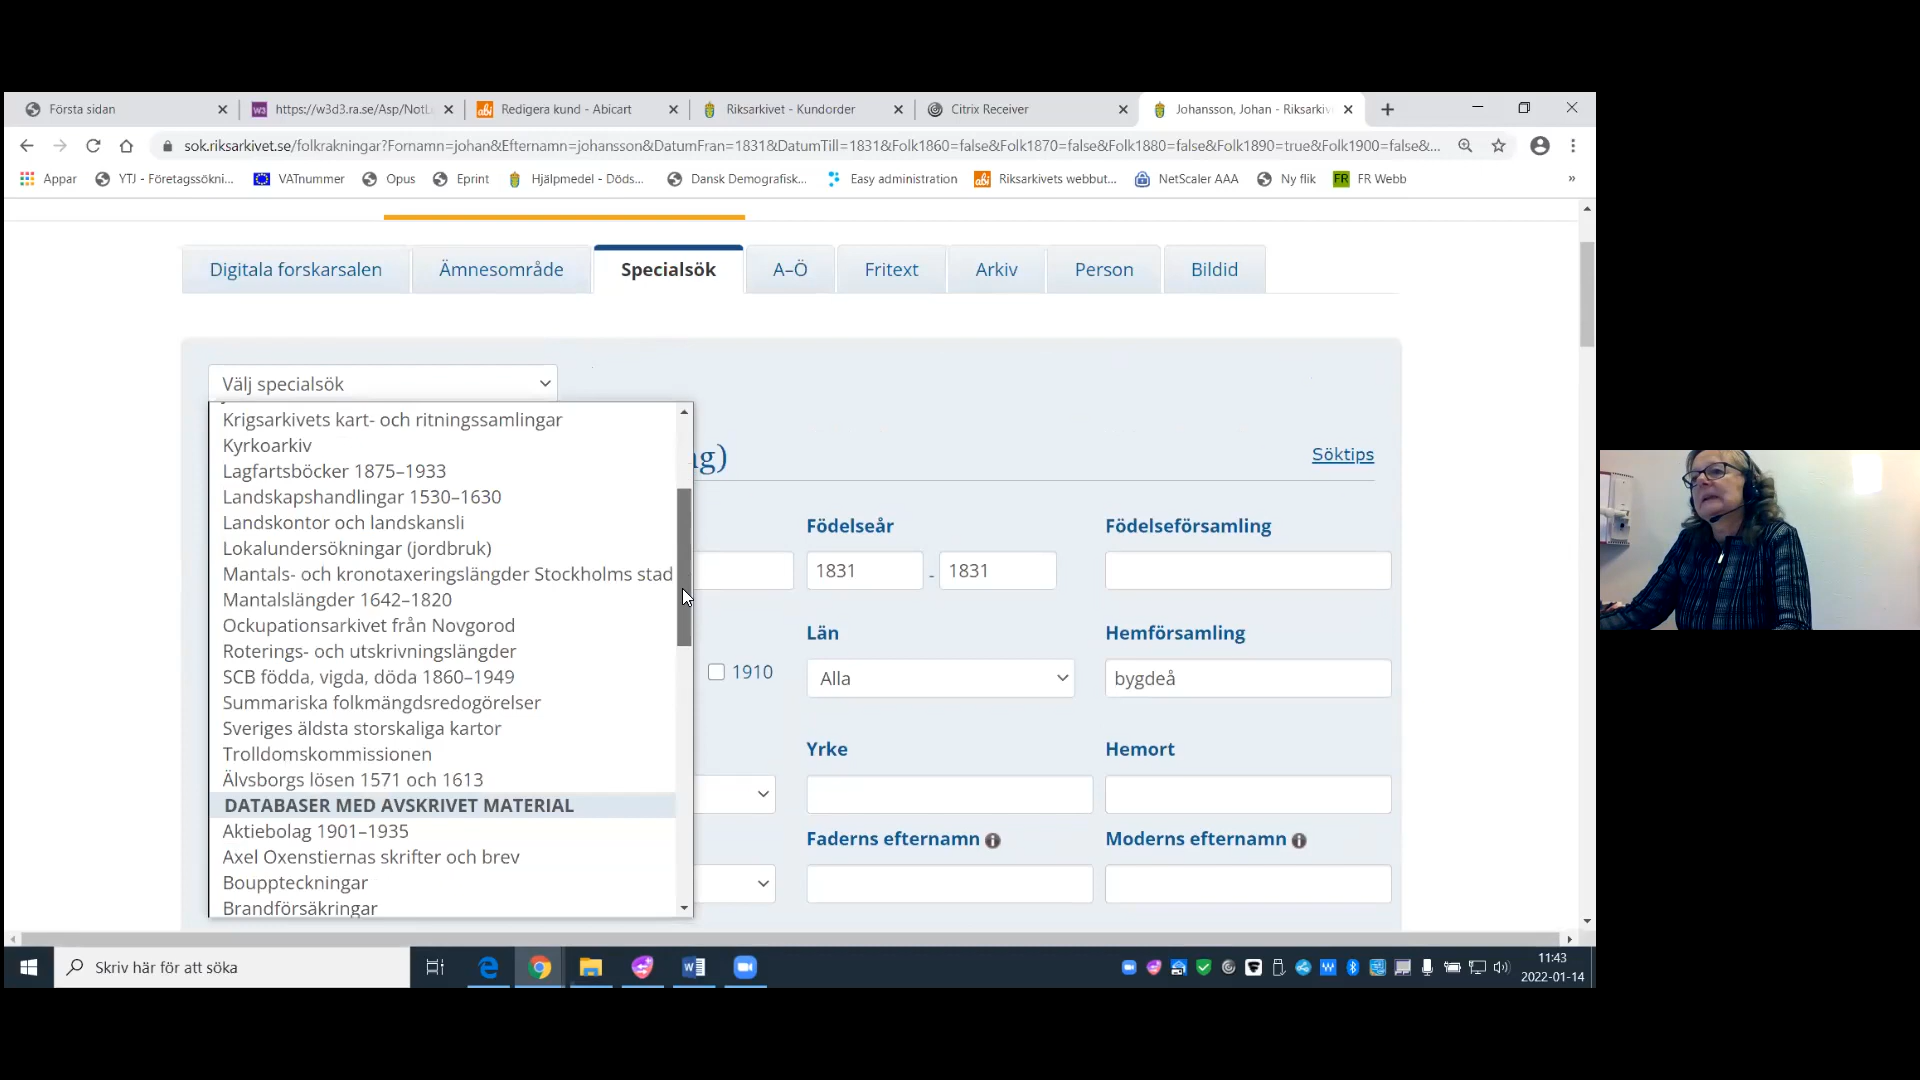 Första sidan
https://w3d3.ra.se/Asp/NotL
Redigera kund - Abicart
Riksarkivet - Kundorder
Citrix Receiver
Johansson, Johan - Riksarkiv
sok.riksarkivet.se/folkrakningar?Fornamn=johan&Efternamn=johansson&DatumFran=1831&DatumTill=1831&Folk1860=false&Folk1870=false&Folk1880=false&Folk1890=true&Folk1900=false&...
Appar
YTJ - Företagssökni...
VATnummer
Opus
Eprint
Hjälpmedel - Döds...
Dansk Demografisk...
Easy administration
Riksarkivets webbut...
NetScaler AAA
Ny flik
FR Webb
»
Digitala forskarsalen
Ämnesområde
Specialsök
A–Ö
Fritext
Arkiv
Person
Bildid
Välj specialsök
Krigsarkivets kart- och ritningssamlingar
Kyrkoarkiv
Lagfartsböcker 1875–1933
Landskapshandlingar 1530–1630
Landskontor och landskansli
Lokalundersökningar (jordbruk)
Mantals- och kronotaxeringslängder Stockholms stad
Mantalslängder 1642–1820
Ockupationsarkivet från Novgorod
Roterings- och utskrivningslängder
SCB födda, vigda, döda 1860–1949
Summariska folkmängdsredogörelser
Sveriges äldsta storskaliga kartor
Trolldomskommissionen
Älvsborgs lösen 1571 och 1613
DATABASER MED AVSKRIVET MATERIAL
Aktiebolag 1901–1935
Axel Oxenstiernas skrifter och brev
Bouppteckningar
Brandförsäkringar
ng)
Söktips
Födelseår
Födelseförsamling
1831 - 1831
Län
Hemförsamling
1910
Alla
bygdeå
Yrke
Hemort
Faderns efternamn
Moderns efternamn
Skriv här för att söka
11:43
2022-01-14